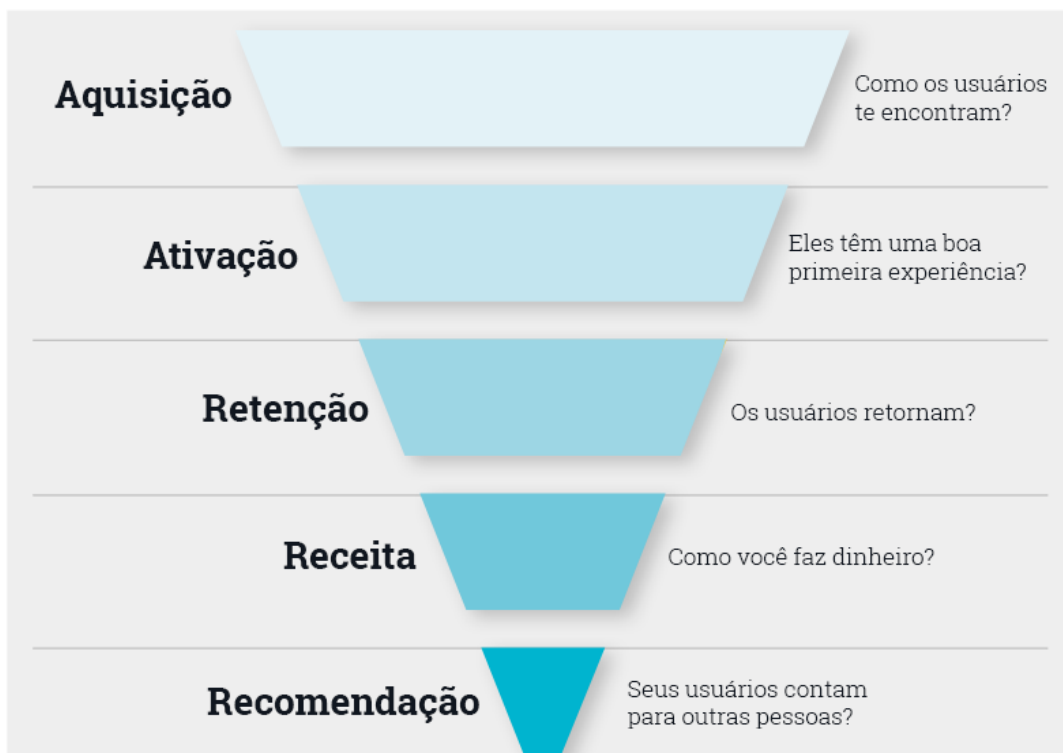 Aquisição
Como os usuários
te encontram?
Ativação
Eles têm uma boa
primeira experiência?
Retenção
Os usuários retornam?
Receita
Como você faz dinheiro?
Recomendação
Seus usuários contam
para outras pessoas?